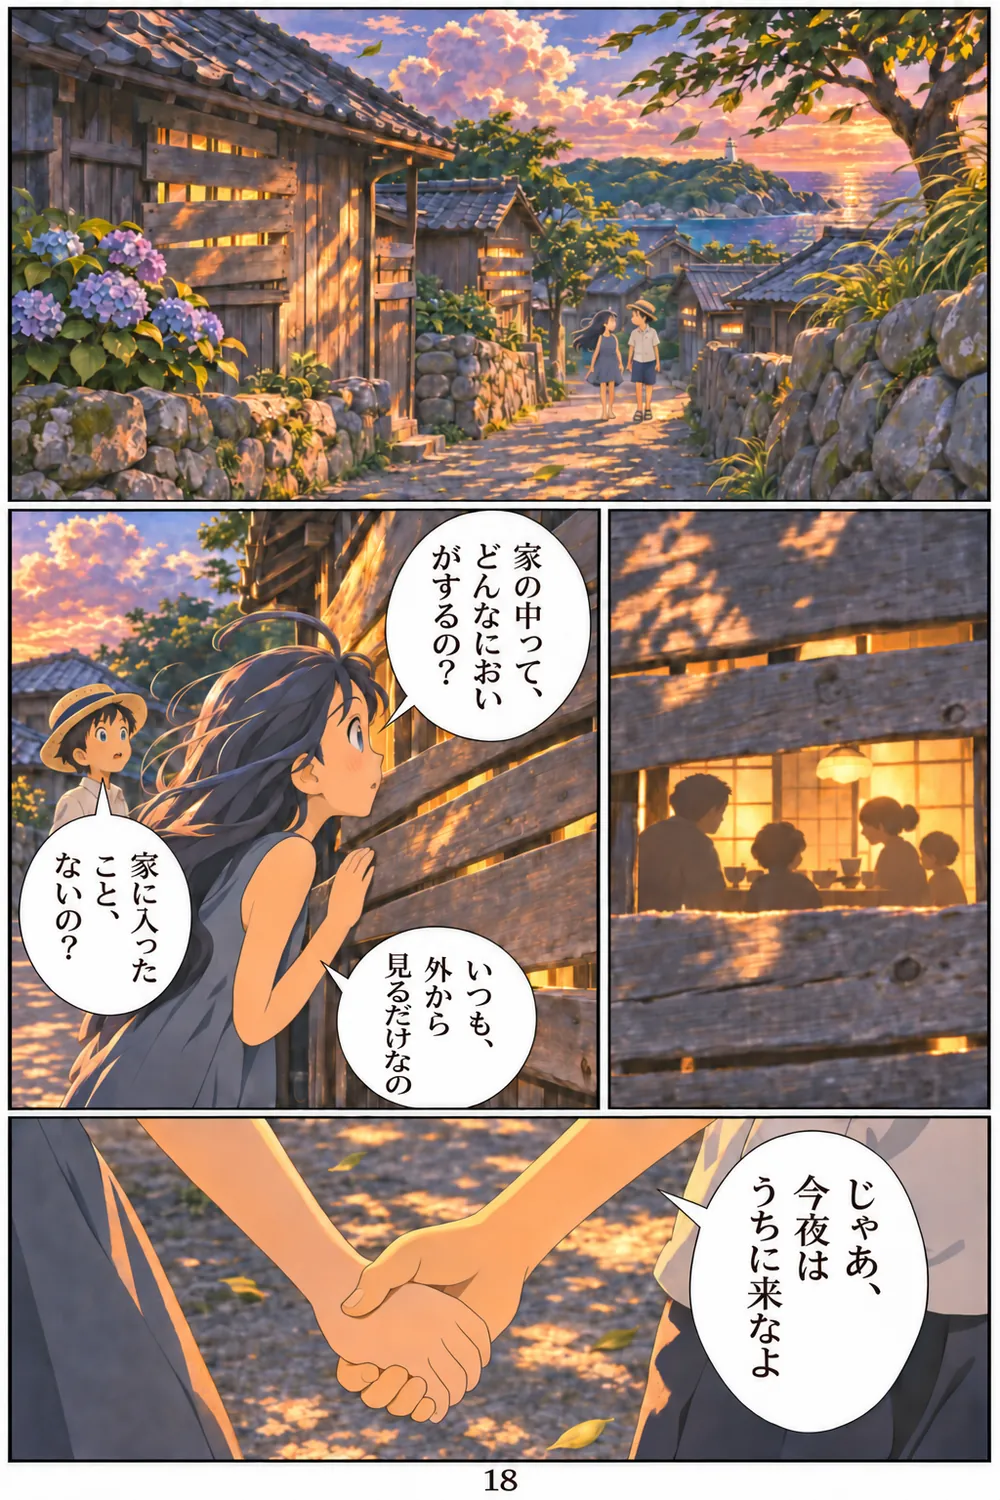 家の中って、
どんなにおい
がするの？
家に入った
こと、
ないの？
いつも、
外から
見るだけなの
じゃあ、
今夜は
うちに来なよ
18